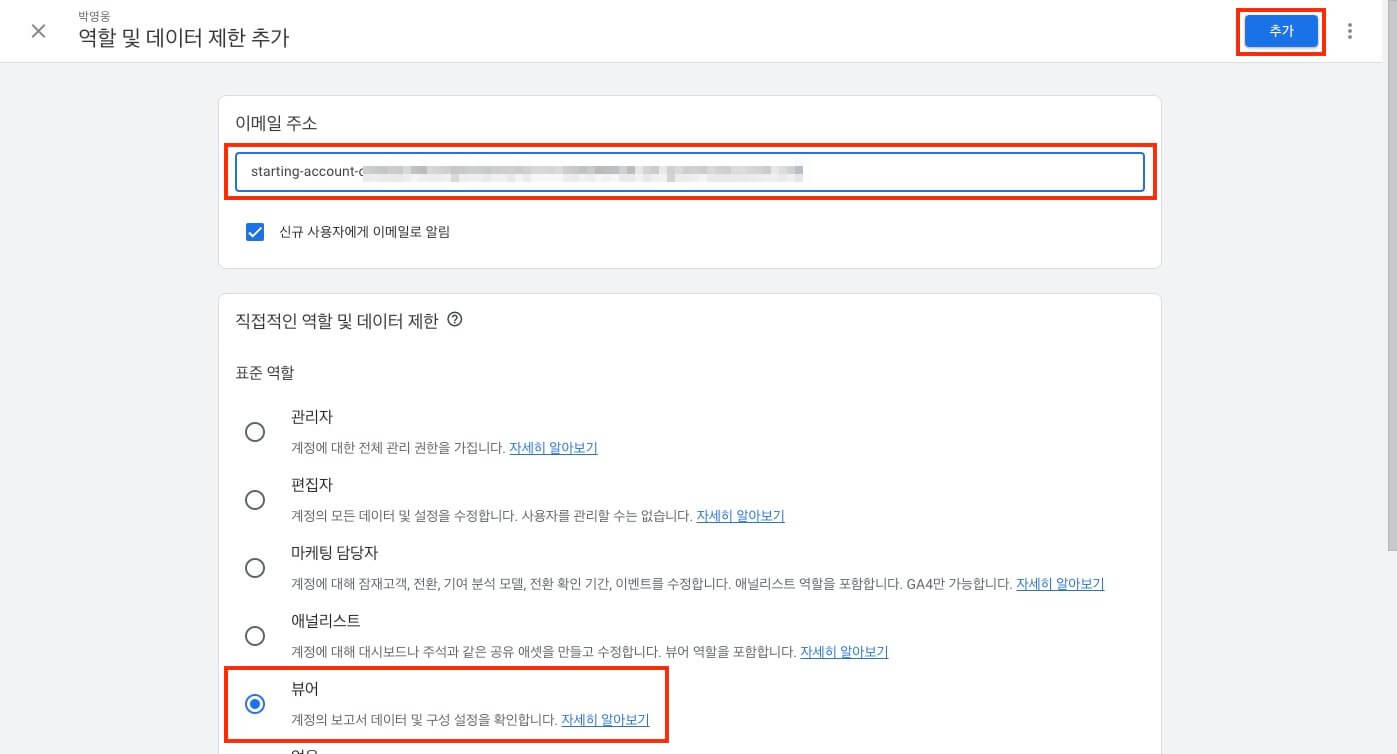 박영웅
역할 및 데이터 제한 추가
추가
이메일 주소
starting-account-
신규 사용자에게 이메일로 알림
직접적인 역할 및 데이터 제한
표준 역할
관리자
계정에 대한 전체 관리 권한을 가집니다. 자세히 알아보기
편집자
계정의 모든 데이터 및 설정을 수정합니다. 사용자를 관리할 수는 없습니다. 자세히 알아보기
마케팅 담당자
계정에 대해 잠재고객, 전환, 기여 분석 모델, 전환 확인 기간, 이벤트를 수정합니다. 애널리스트 역할을 포함합니다. GA4만 가능합니다. 자세히 알아보기
애널리스트
계정에 대해 대시보드나 주석과 같은 공유 애셋을 만들고 수정합니다. 뷰어 역할을 포함합니다. 자세히 알아보기
뷰어
계정의 보고서 데이터 및 구성 설정을 확인합니다. 자세히 알아보기